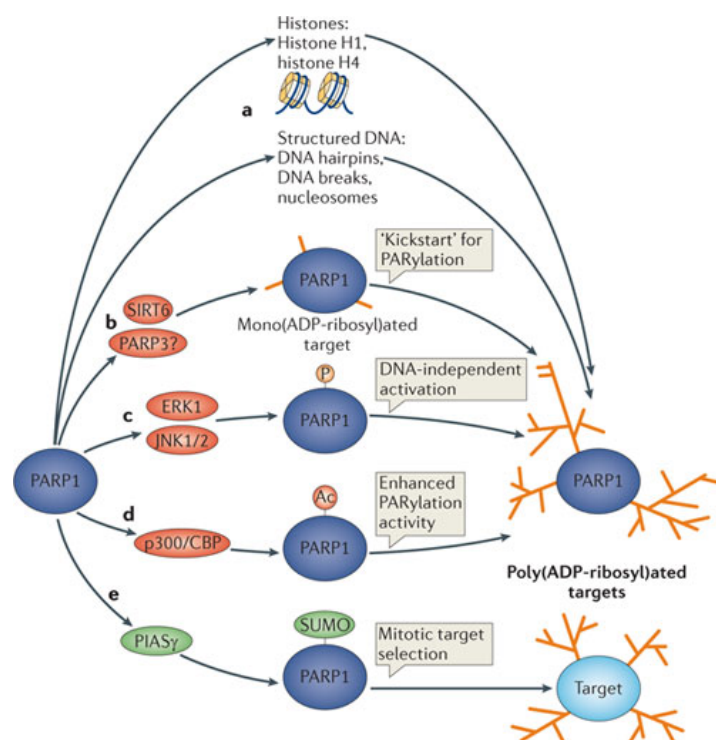 Histones:
Histone H1,
histone H4
a
Structured DNA:
DNA hairpins,
DNA breaks,
nucleosomes
'Kickstart' for
PARylation
SIRT6
b
PARP3?
PARP1
Mono(ADP-ribosyl)ated
target
P
DNA-independent
activation
c
ERK1
JNK1/2
PARP1
PARP1
PARP1
Ac
Enhanced
PARylation
activity
d
p300/CBP
PARP1
Poly(ADP-ribosyl)ated
targets
e
PIASγ
SUMO
Mitotic target
selection
PARP1
Target